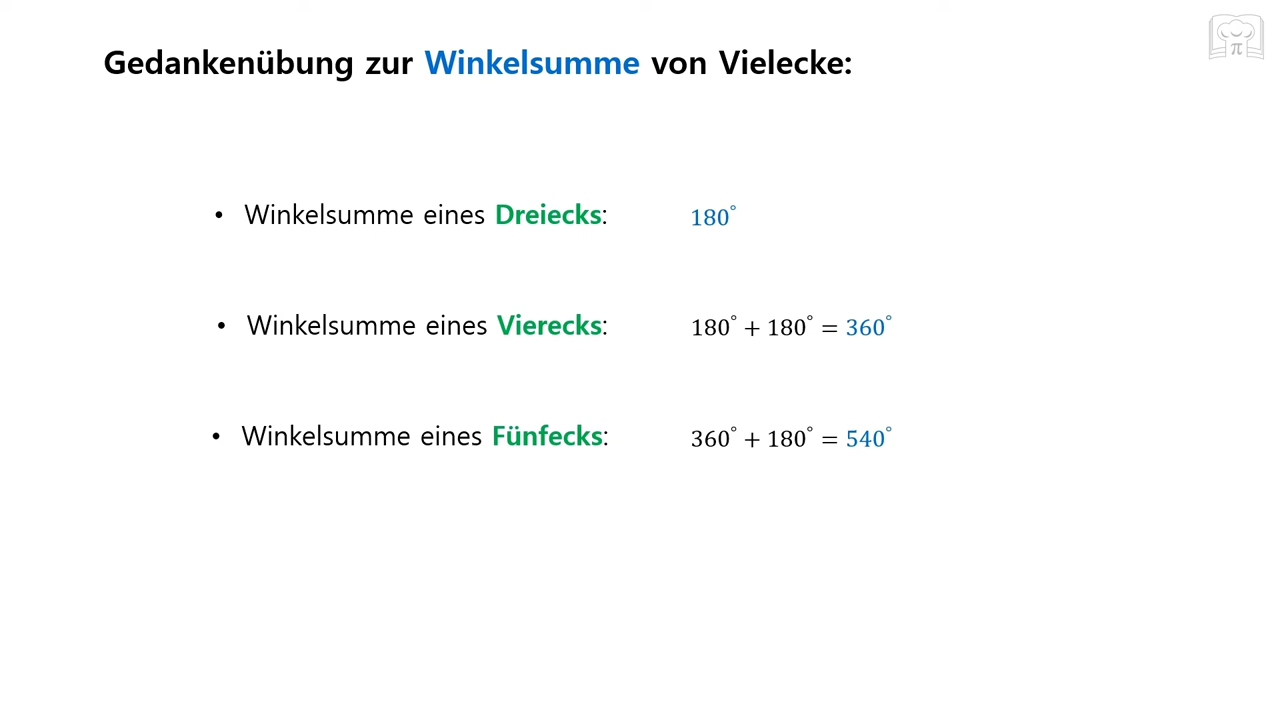 Gedankenübung zur Winkelsumme von Vielecke:
• Winkelsumme eines Dreiecks: 180°
• Winkelsumme eines Vierecks: 180° + 180° = 360°
• Winkelsumme eines Fünfecks: 360° + 180° = 540°
π